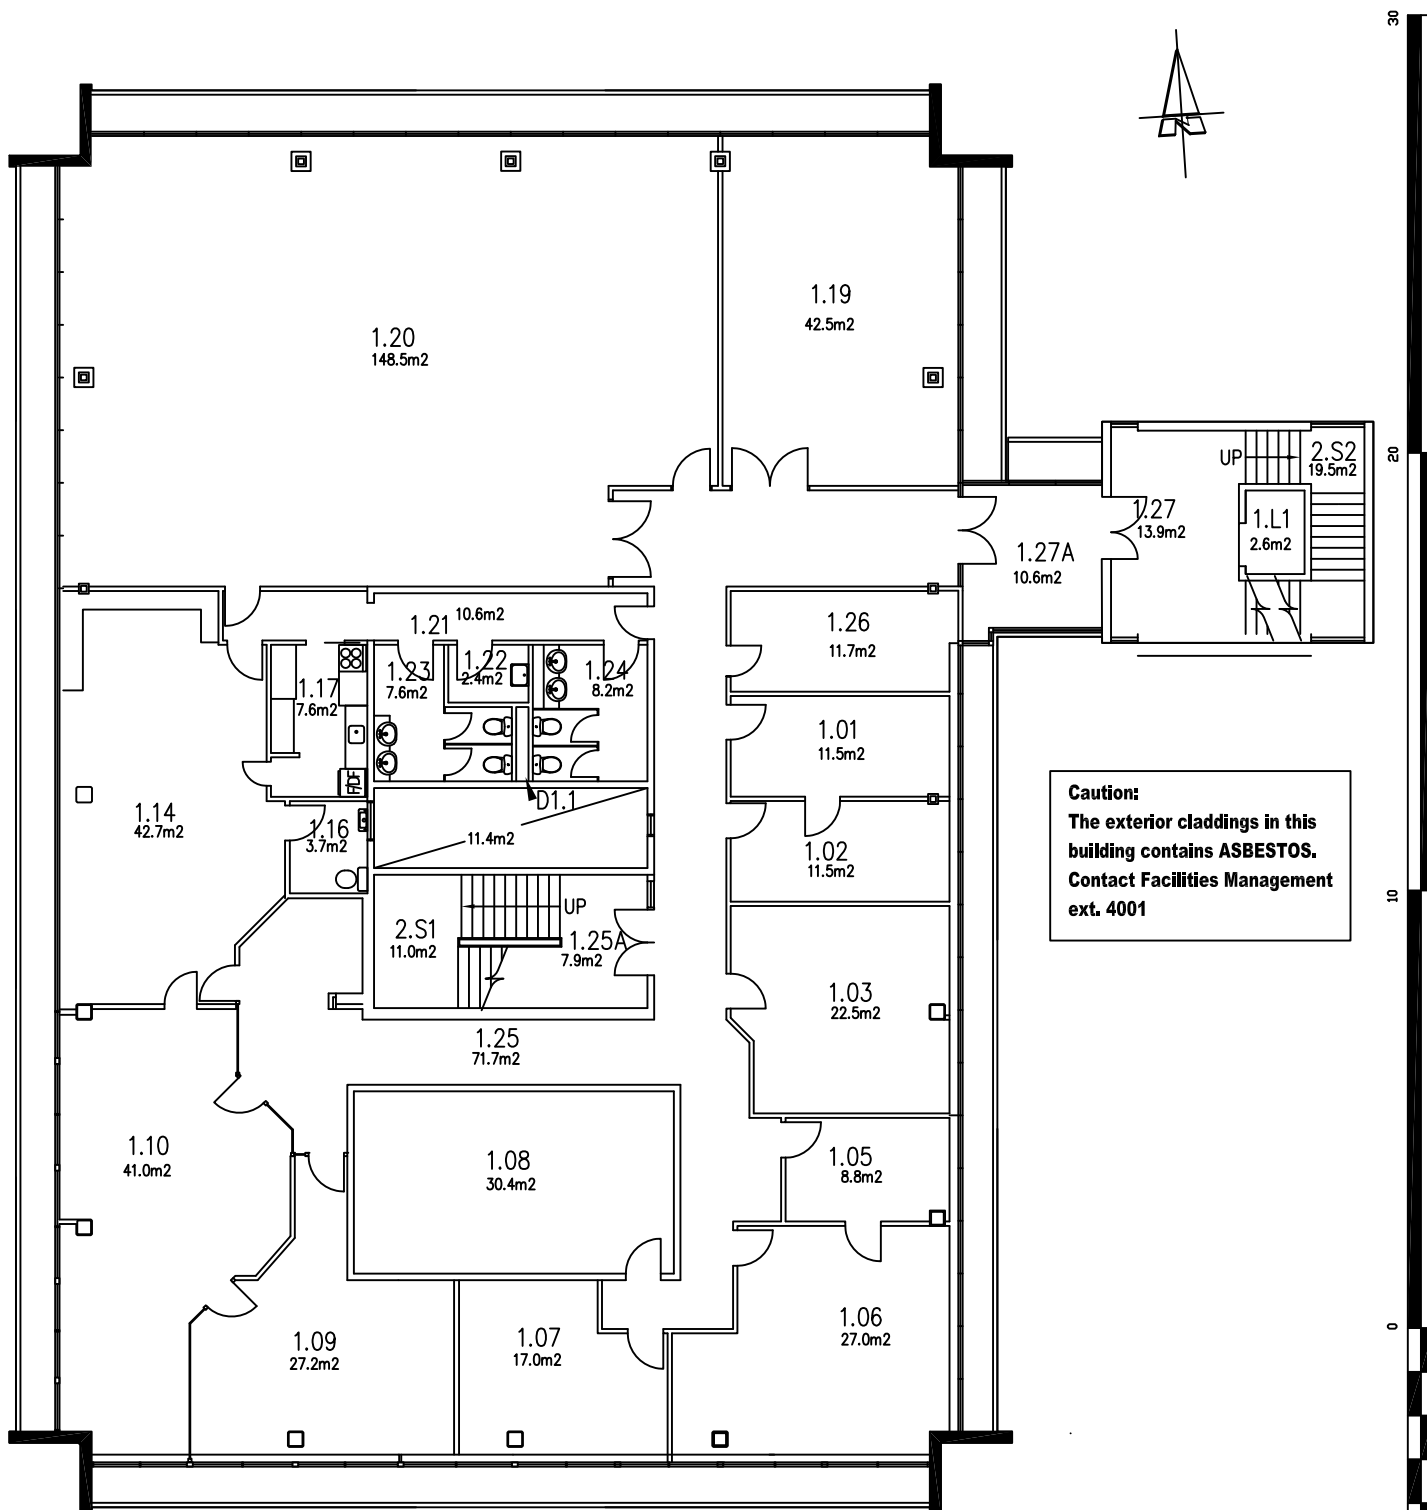 30
N
1.19
42.5m2
1.20
148.5m2
20
UP
2.S2
19.5m2
1.27
13.9m2
1.L1
2.6m2
1.27A
10.6m2
10.6m2
1.21
1.26
11.7m2
1.22
2.4m2
1.23
7.6m2
1.24
8.2m2
1.17
7.6m2
1.01
11.5m2
F/DF
D1.1
1.14
42.7m2
1.16
3.7m2
11.4m2
1.02
11.5m2
Caution:
The exterior claddings in this
building contains ASBESTOS.
Contact Facilities Management
ext. 4001
10
UP
2.S1
11.0m2
1.25A
7.9m2
1.03
22.5m2
1.25
71.7m2
1.10
41.0m2
1.08
30.4m2
1.05
8.8m2
0
1.06
27.0m2
1.09
27.2m2
1.07
17.0m2